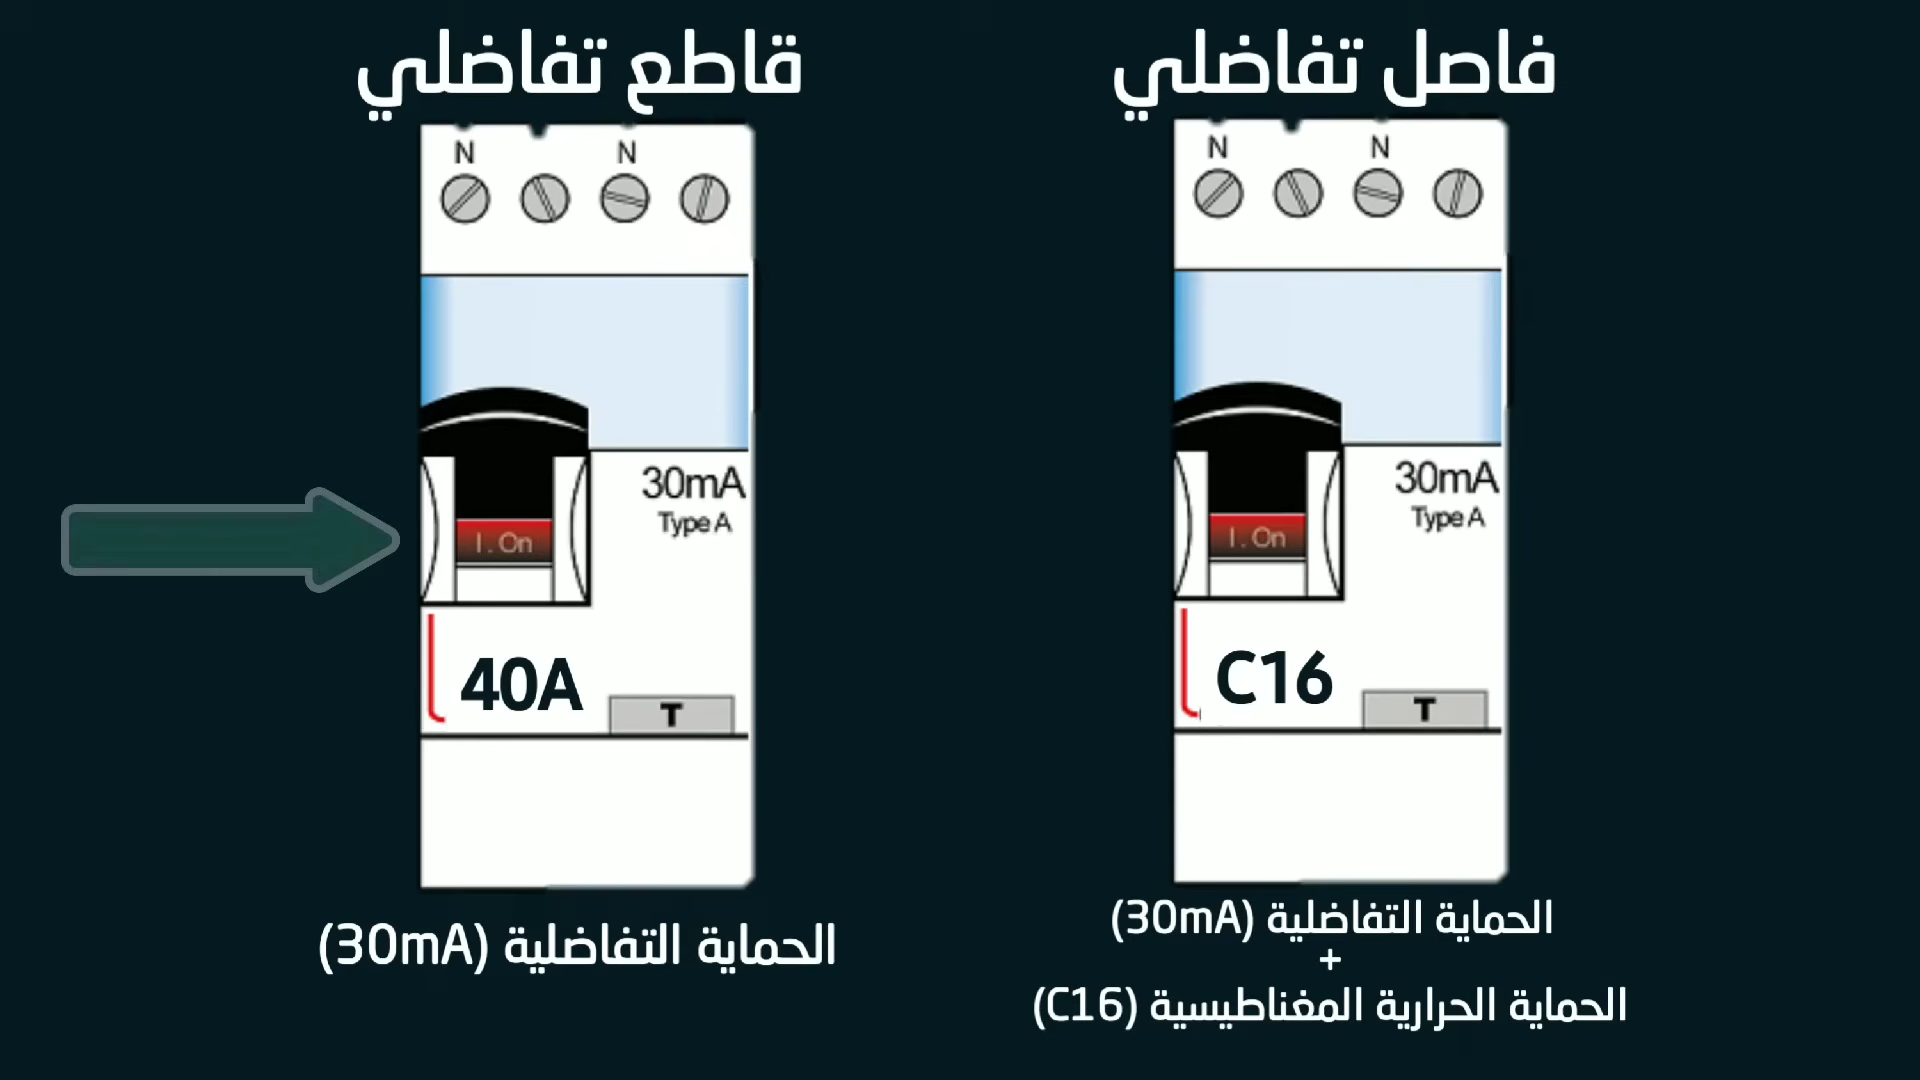 فاصل تفاضلي
N N
30mA
Type A
I . On
C16
T
الحماية التفاضلية (30mA)
+
الحماية الحرارية المغناطيسية (C16)
قاطع تفاضلي
N N
30mA
Type A
I . On
40A
T
الحماية التفاضلية (30mA)